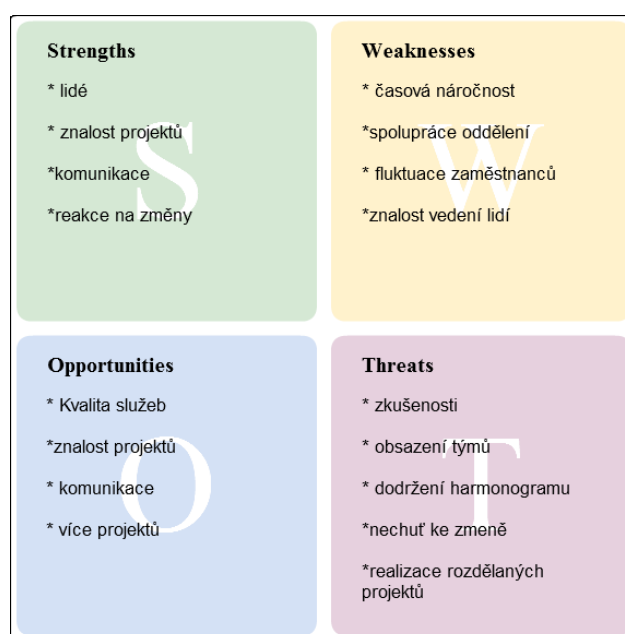 Strengths
* lidé
* znalost projektů
*komunikace
*reakce na změny
S
Weaknesses
* časová náročnost
*spolupráce oddělení
* fluktuace zaměstnanců
*znalost vedení lidí
W
Opportunities
* Kvalita služeb
*znalost projektů
* komunikace
* více projektů
O
Threats
* zkušenosti
* obsazení týmů
* dodržení harmonogramu
*nechuť ke zmeně
*realizace rozdělaných
projektů
T